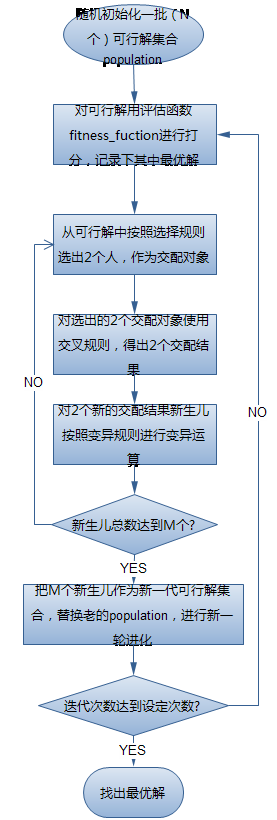 随机初始化一批（N
个）可行解集合
population
对可行解用评估函数
fitness_fuction进行打
分，记录下其中最优解
从可行解中按照选择规则
选出2个人，作为交配对象
对选出的2个交配对象使用
交叉规则，得出2个交配结
果
NO
NO
对2个新的交配结果新生儿
按照变异规则进行变异运
算
新生儿总数达到M个?
YES
把M个新生儿作为新一代可行解集
合，替换老的population，进行新一
轮进化
迭代次数达到设定次数?
YES
找出最优解